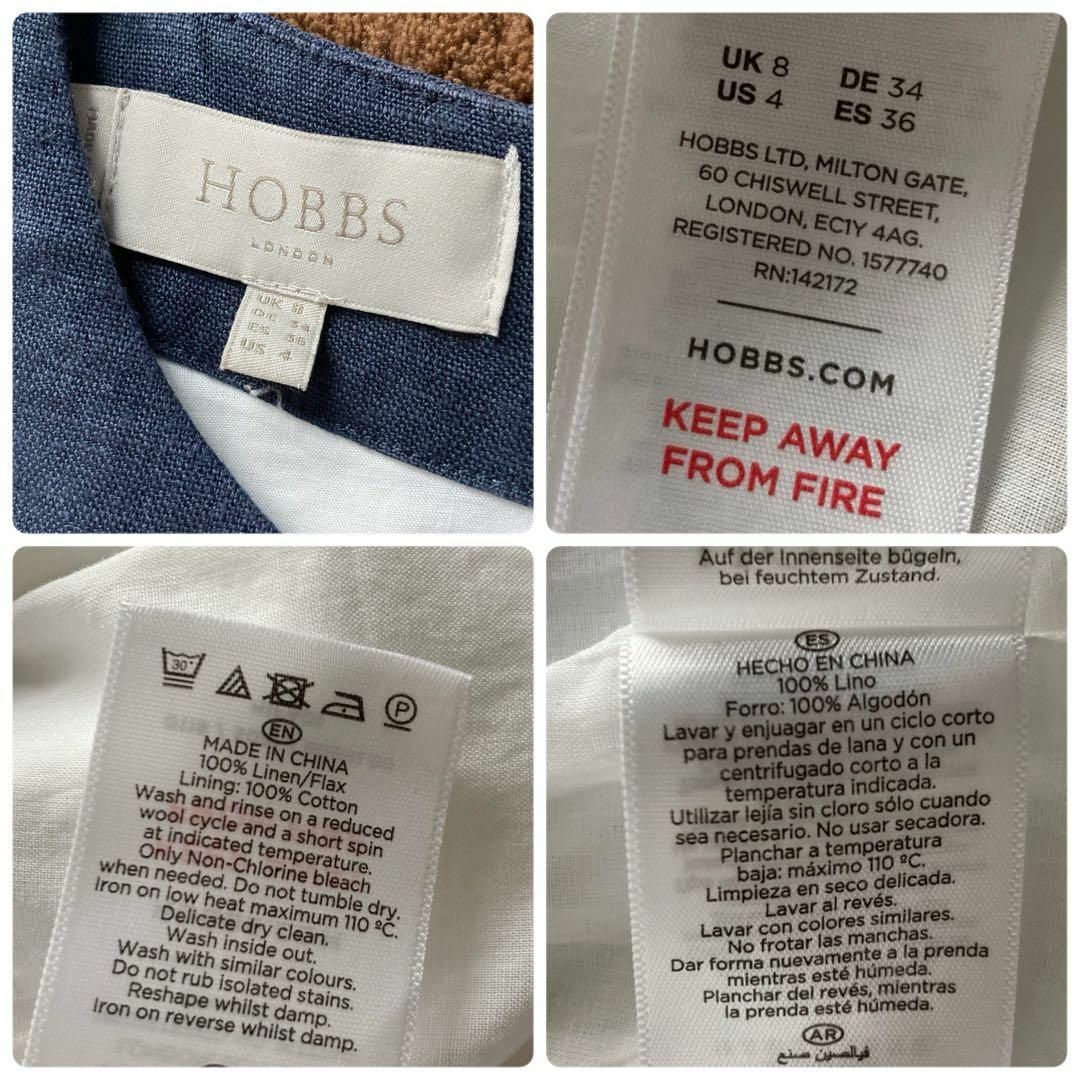 HOBBS
LONDON
UK 8
DE 34
ES 36
US 4
UK 8 DE 34
US 4 ES 36
HOBBS LTD, MILTON GATE,
60 CHISWELL STREET,
LONDON, EC1Y 4AG.
REGISTERED NO. 1577740
RN:142172
HOBBS.COM
KEEP AWAY
FROM FIRE
30°
P
EN
MADE IN CHINA
100% Linen/Flax
Lining: 100% Cotton
Wash and rinse on a reduced
wool cycle and a short spin
at indicated temperature.
Only Non-Chlorine bleach
when needed. Do not tumble dry.
Iron on low heat maximum 110 ºC.
Delicate dry clean.
Wash inside out.
Wash with similar colours.
Do not rub isolated stains.
Reshape whilst damp.
Iron on reverse whilst damp.
Auf der Innenseite bügeln,
bei feuchtem Zustand.
ES
HECHO EN CHINA
100% Lino
Forro: 100% Algodón
Lavar y enjuagar en un ciclo corto
para prendas de lana y con un
centrifugado corto a la
temperatura indicada.
Utilizar lejía sin cloro sólo cuando
sea necesario. No usar secadora.
Planchar a temperatura
baja: máximo 110 ºC.
Limpieza en seco delicada.
Lavar al revés.
Lavar con colores similares.
No frotar las manchas.
Dar forma nuevamente a la prenda
mientras esté húmeda.
Planchar del revés, mientras
la prenda esté húmeda.
AR